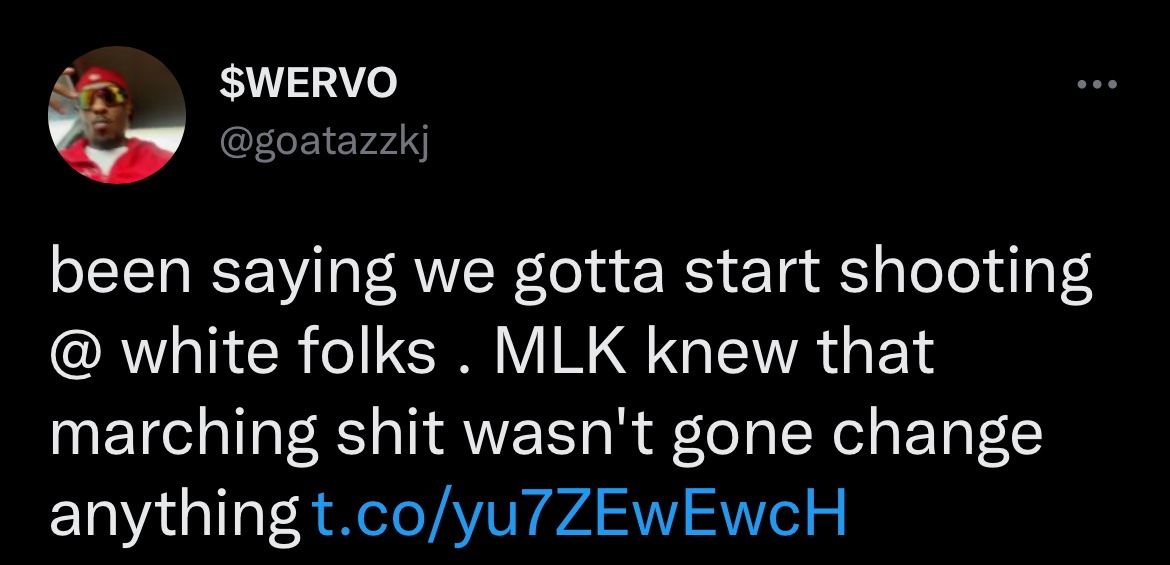 $WERVO
@goatazzkj
been saying we gotta start shooting
@ white folks . MLK knew that
marching shit wasn't gone change
anything t.co/yu7ZEwEwcH